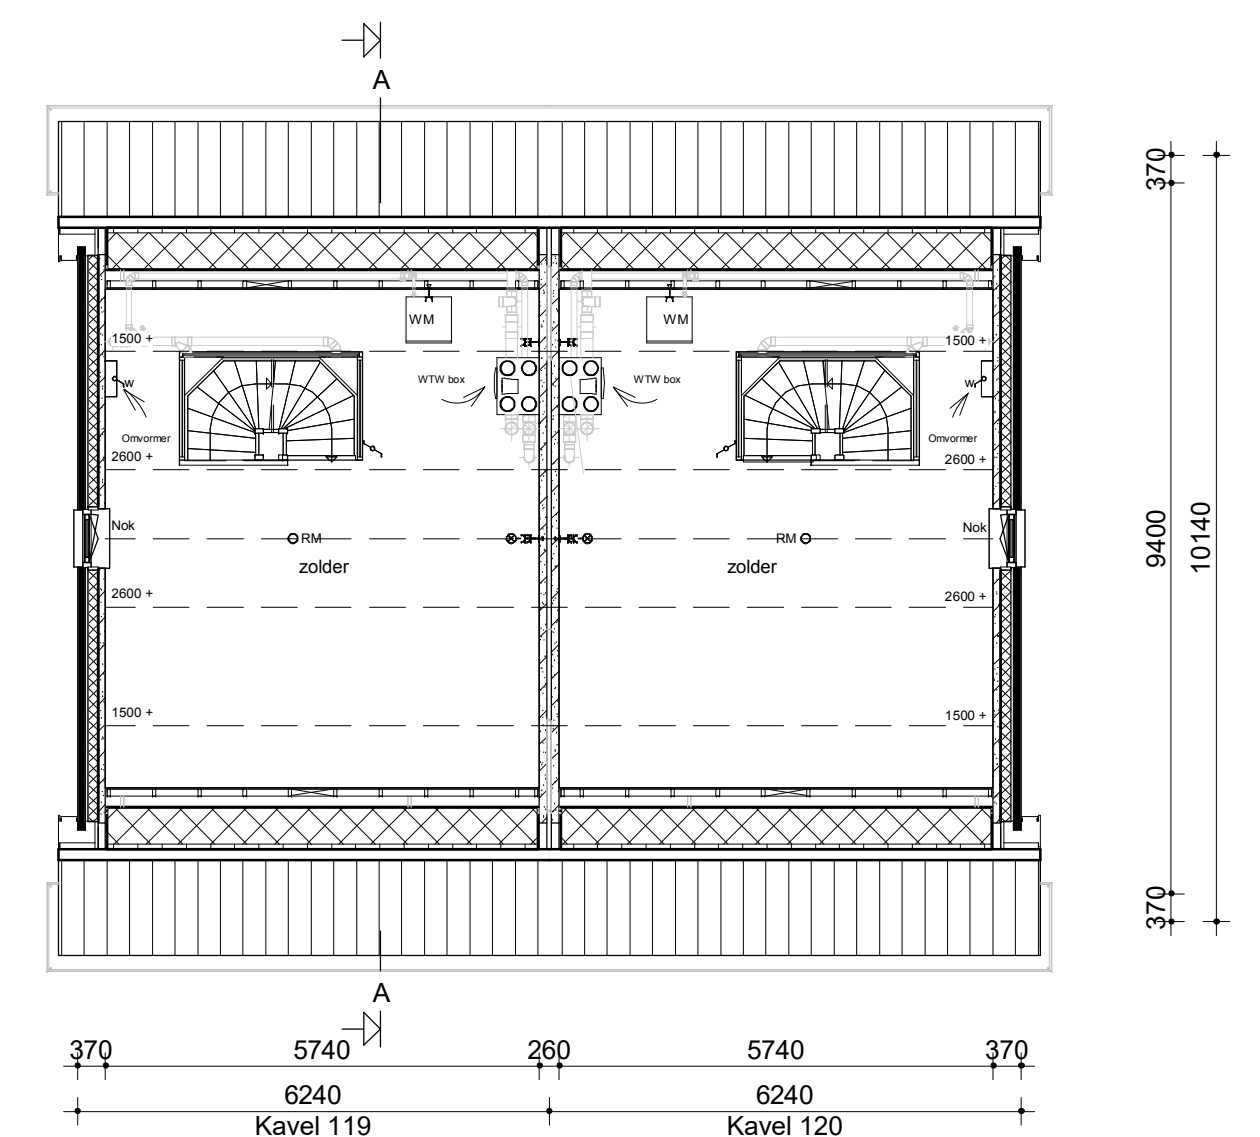 A
370
WM
WM
1500 +
1500 +
WTW box
WTW box
w
w
Omvormer
Omvormer
2600 +
2600 +
Nok
RM
RM
Nok
zolder
zolder
9400
10140
2600 +
2600 +
1500 +
1500 +
370
A
370
5740
260
5740
370
6240
6240
Kavel 119
Kavel 120